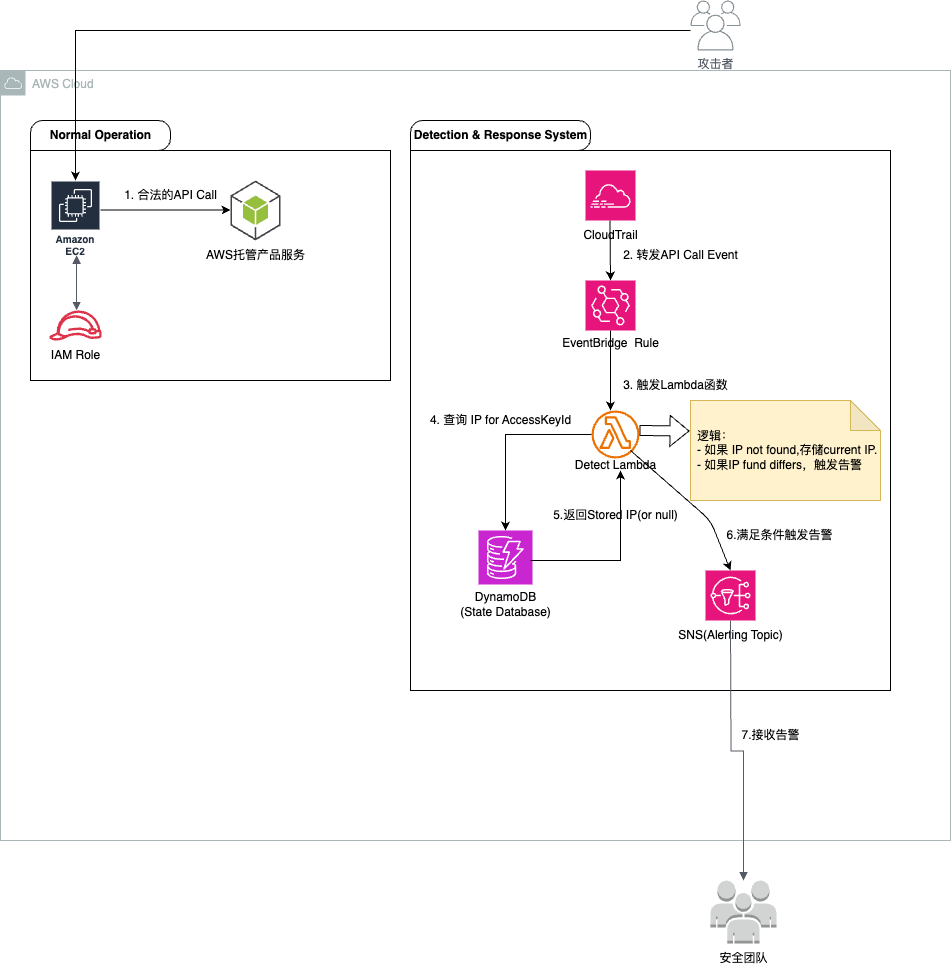 攻击者
AWS Cloud
Normal Operation
Detection & Response System
1. 合法的API Call
Amazon
EC2
AWS托管产品服务
IAM Role
CloudTrail
2. 转发API Call Event
EventBridge Rule
3. 触发Lambda函数
4. 查询 IP for AccessKeyId
Detect Lambda
逻辑：
- 如果 IP not found,存储current IP.
- 如果IP fund differs，触发告警
5.返回Stored IP(or null)
6.满足条件触发告警
DynamoDB
(State Database)
SNS(Alerting Topic)
7.接收告警
安全团队